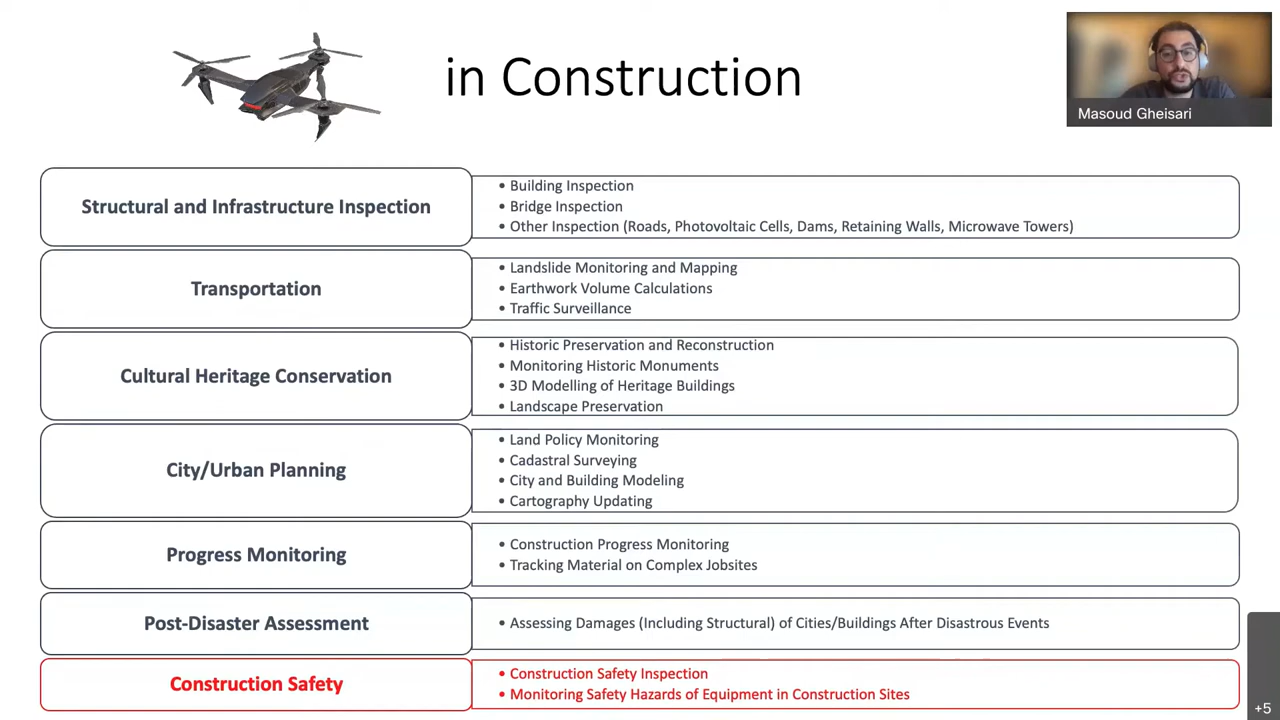 in Construction
Masoud Gheisari
Structural and Infrastructure Inspection
• Building Inspection
• Bridge Inspection
• Other Inspection (Roads, Photovoltaic Cells, Dams, Retaining Walls, Microwave Towers)
Transportation
• Landslide Monitoring and Mapping
• Earthwork Volume Calculations
• Traffic Surveillance
Cultural Heritage Conservation
• Historic Preservation and Reconstruction
• Monitoring Historic Monuments
• 3D Modelling of Heritage Buildings
• Landscape Preservation
City/Urban Planning
• Land Policy Monitoring
• Cadastral Surveying
• City and Building Modeling
• Cartography Updating
Progress Monitoring
• Construction Progress Monitoring
• Tracking Material on Complex Jobsites
Post-Disaster Assessment
• Assessing Damages (Including Structural) of Cities/Buildings After Disastrous Events
Construction Safety
• Construction Safety Inspection
• Monitoring Safety Hazards of Equipment in Construction Sites
+5